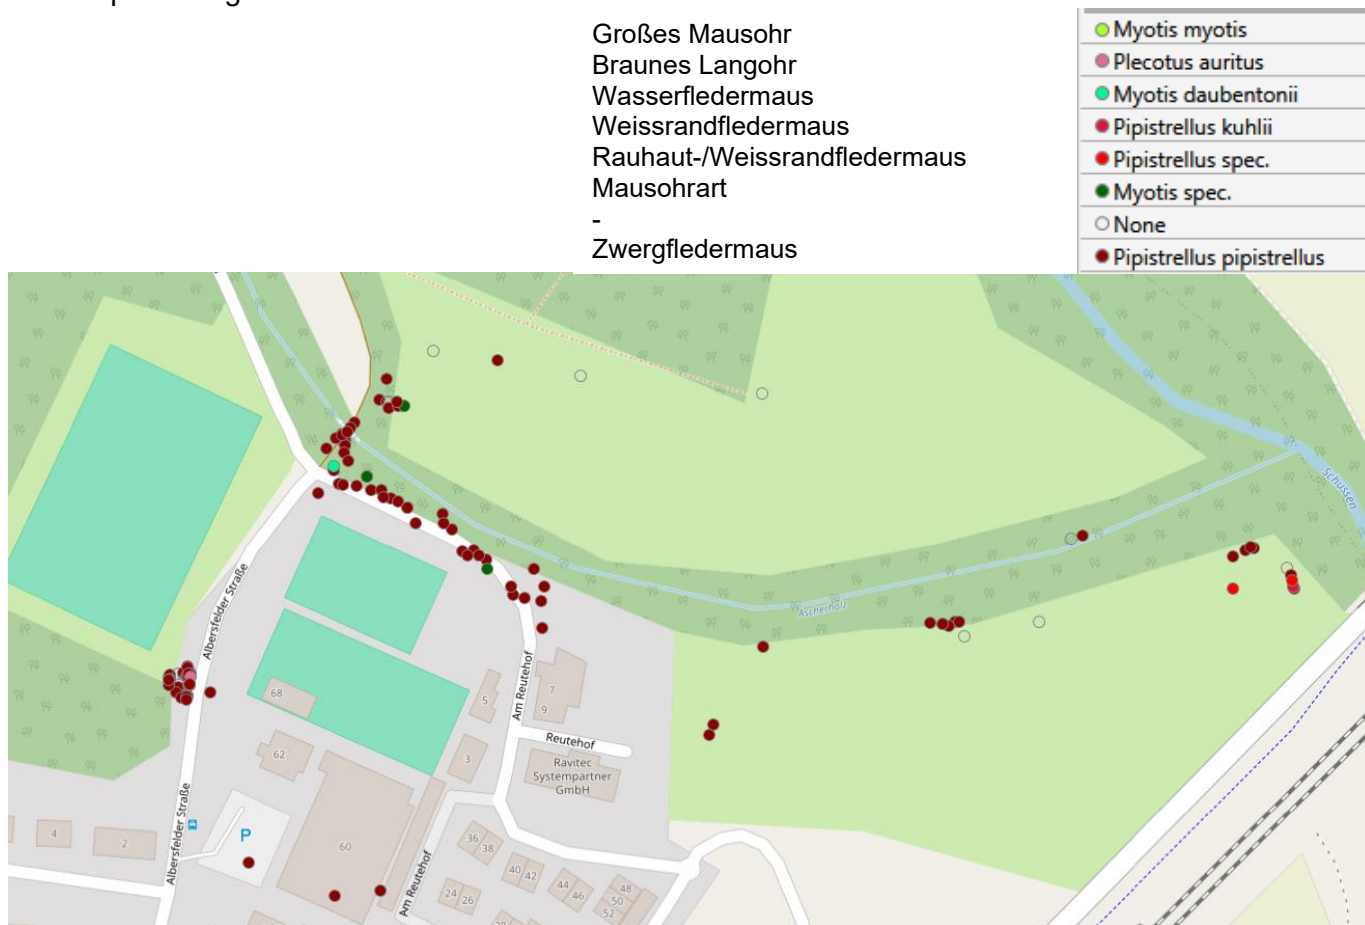 Großes Mausohr
Braunes Langohr
Wasserfledermaus
Weissrandfledermaus
Rauhaut-/Weissrandfledermaus
Mausohrart
-
Zwergfledermaus
Myotis myotis
Plecotus auritus
Myotis daubentonii
Pipistrellus kuhlii
Pipistrellus spec.
Myotis spec.
None
Pipistrellus pipistrellus
Schussen
Ascherholz
Albersfelder Straße
Am Reutehof
68
5
7
9
62
3
Reutehof
Ravitec
Systempartner
GmbH
P
4
2
60
Albersfelder Straße
Am Reutehof
36
38
40
42
44
46
48
50
52
24
26